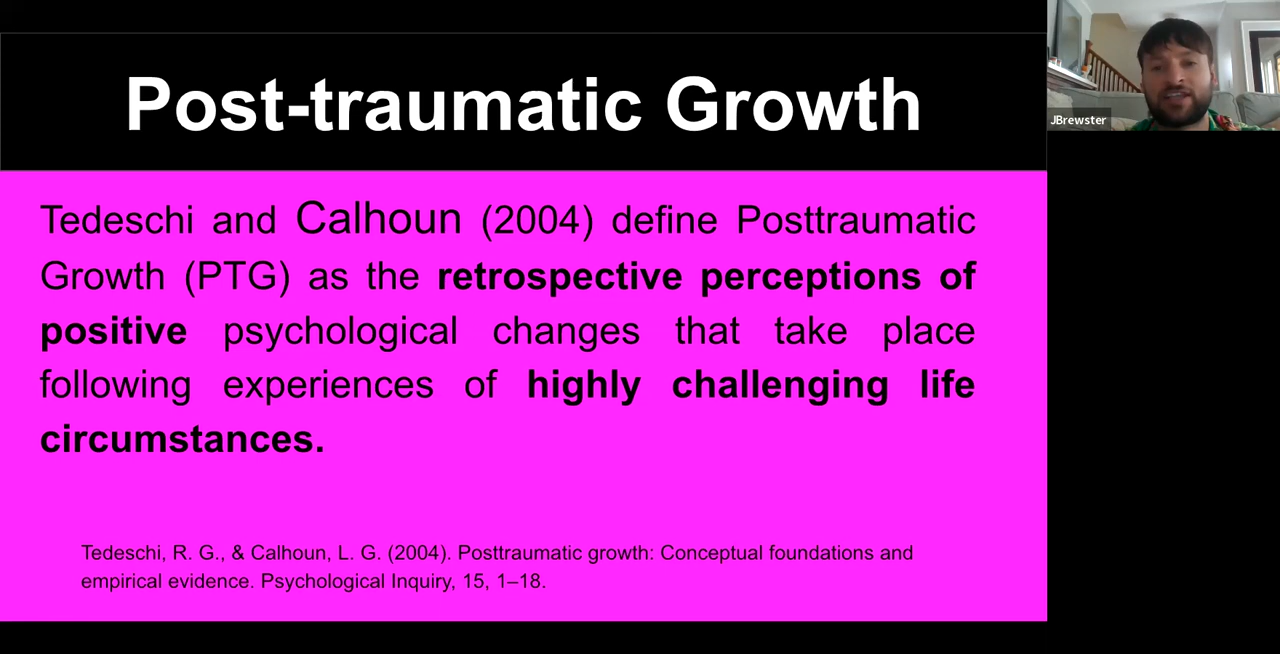 Post-traumatic Growth
JBrewster
Tedeschi and Calhoun (2004) define Posttraumatic
Growth (PTG) as the retrospective perceptions of
positive psychological changes that take place
following experiences of highly challenging life
circumstances.
Tedeschi, R. G., & Calhoun, L. G. (2004). Posttraumatic growth: Conceptual foundations and
empirical evidence. Psychological Inquiry, 15, 1–18.